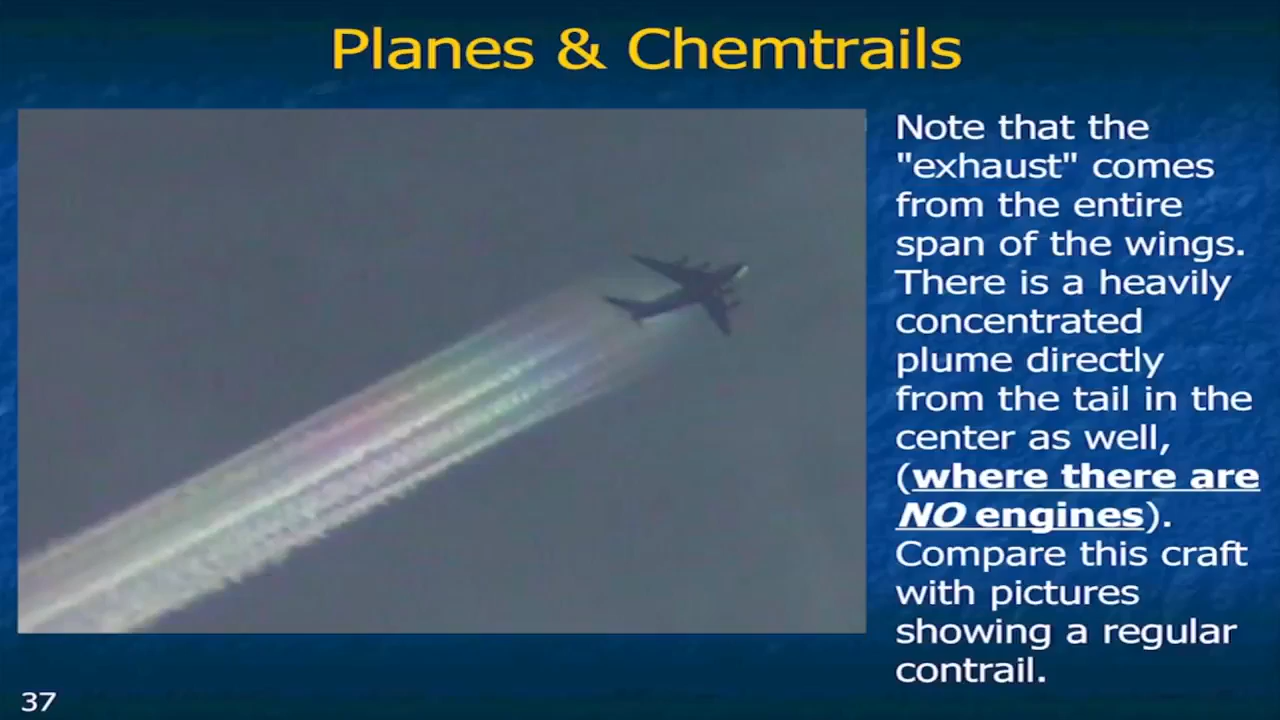 Planes & Chemtrails
Note that the
"exhaust" comes
from the entire
span of the wings.
There is a heavily
concentrated
plume directly
from the tail in the
center as well,
(where there are
NO engines).
Compare this craft
with pictures
showing a regular
contrail.
37